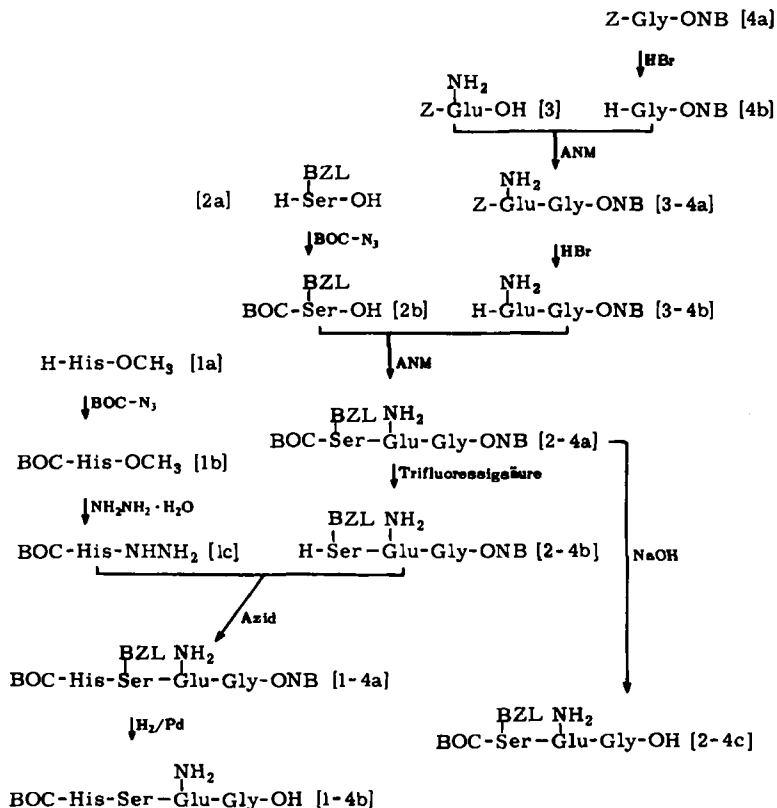 Z-Gly-ONB [4a]
HBr
NH₂
Z-Glu-OH [3] H-Gly-ONB [4b]
ANM
BZL NH₂
[2a] H-Ser-OH Z-Glu-Gly-ONB [3-4a]
BOC-N₃ HBr
BZL NH₂
BOC-Ser-OH [2b] H-Glu-Gly-ONB [3-4b]
ANM
H-His-OCH₃ [1a]
BOC-N₃
BZL NH₂
BOC-Ser-Glu-Gly-ONB [2-4a]
BOC-His-OCH₃ [1b]
Trifluoressigsäure
NH₂NH₂·H₂O
BZL NH₂
BOC-His-NHNH₂ [1c] H-Ser-Glu-Gly-ONB [2-4b]
NaOH
Azid
BZL NH₂
BOC-His-Ser-Glu-Gly-ONB [1-4a]
H₂/Pd
BZL NH₂
BOC-Ser-Glu-Gly-OH [2-4c]
NH₂
BOC-His-Ser-Glu-Gly-OH [1-4b]